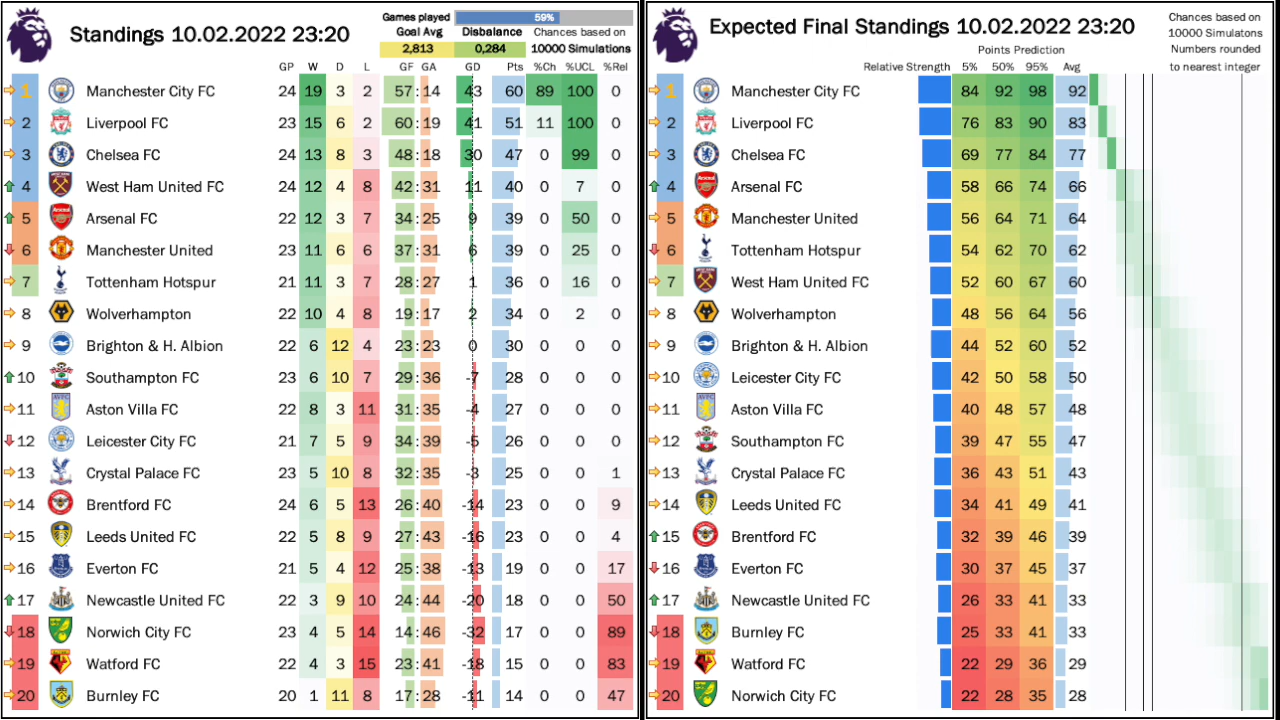 Standings 10.02.2022 23:20
Games played 59%
Goal Avg Disbalance Chances based on
2,813 0,284 10000 Simulations
GP W D L GF GA GD Pts %Ch %UCL %Rel
1 Manchester City FC 24 19 3 2 57:14 43 60 89 100 0
2 Liverpool FC 23 15 6 2 60:19 41 51 11 100 0
3 Chelsea FC 24 13 8 3 48:18 30 47 0 99 0
4 West Ham United FC 24 12 4 8 42:31 11 40 0 7 0
5 Arsenal FC 22 12 3 7 34:25 9 39 0 50 0
6 Manchester United 23 11 6 6 37:31 6 39 0 25 0
7 Tottenham Hotspur 21 11 3 7 28:27 1 36 0 16 0
8 Wolverhampton 22 10 4 8 19:17 2 34 0 2 0
9 Brighton & H. Albion 22 6 12 4 23:23 0 30 0 0 0
10 Southampton FC 23 6 10 7 29:36 -7 28 0 0 0
11 Aston Villa FC 22 8 3 11 31:35 -4 27 0 0 0
12 Leicester City FC 21 7 5 9 34:39 -5 26 0 0 0
13 Crystal Palace FC 23 5 10 8 32:35 -3 25 0 0 1
14 Brentford FC 24 6 5 13 26:40 -14 23 0 0 9
15 Leeds United FC 22 5 8 9 27:43 -16 23 0 0 4
16 Everton FC 21 5 4 12 25:38 -13 19 0 0 17
17 Newcastle United FC 22 3 9 10 24:44 -20 18 0 0 50
18 Norwich City FC 23 4 5 14 14:46 -32 17 0 0 89
19 Watford FC 22 4 3 15 23:41 -18 15 0 0 83
20 Burnley FC 20 1 11 8 17:28 -11 14 0 0 47
Expected Final Standings 10.02.2022 23:20
Chances based on
10000 Simulatons
Numbers rounded
to nearest integer
Points Prediction
Relative Strength 5% 50% 95% Avg
1 Manchester City FC 84 92 98 92
2 Liverpool FC 76 83 90 83
3 Chelsea FC 69 77 84 77
4 Arsenal FC 58 66 74 66
5 Manchester United 56 64 71 64
6 Tottenham Hotspur 54 62 70 62
7 West Ham United FC 52 60 67 60
8 Wolverhampton 48 56 64 56
9 Brighton & H. Albion 44 52 60 52
10 Leicester City FC 42 50 58 50
11 Aston Villa FC 40 48 57 48
12 Southampton FC 39 47 55 47
13 Crystal Palace FC 36 43 51 43
14 Leeds United FC 34 41 49 41
15 Brentford FC 32 39 46 39
16 Everton FC 30 37 45 37
17 Newcastle United FC 26 33 41 33
18 Burnley FC 25 33 41 33
19 Watford FC 22 29 36 29
20 Norwich City FC 22 28 35 28